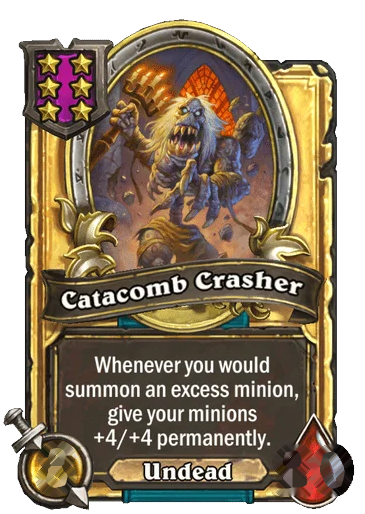 Catacomb Crasher
Whenever you would
summon an excess minion,
give your minions
+4/+4 permanently.
Undead